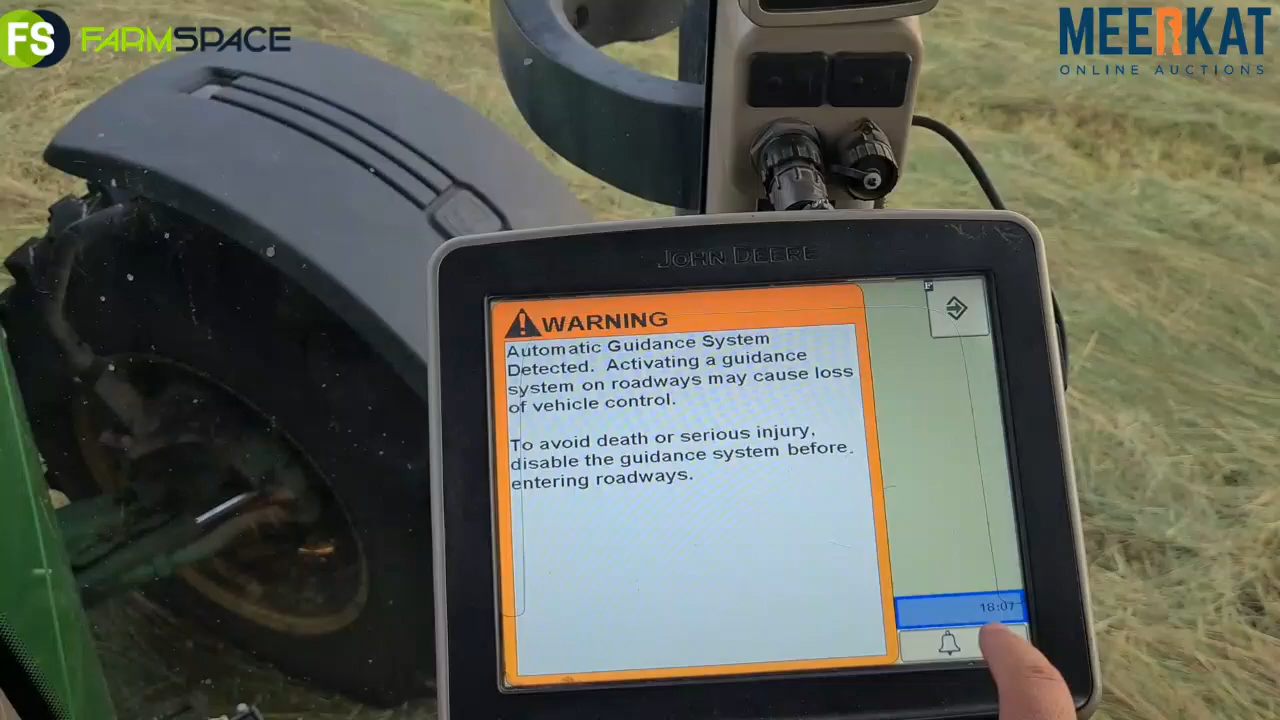 FS FARMSPACE
MEERKAT
ONLINE AUCTIONS
JOHN DEERE
WARNING
Automatic Guidance System
Detected. Activating a guidance
system on roadways may cause loss
of vehicle control.
To avoid death or serious injury,
disable the guidance system before
entering roadways.
F
18:07